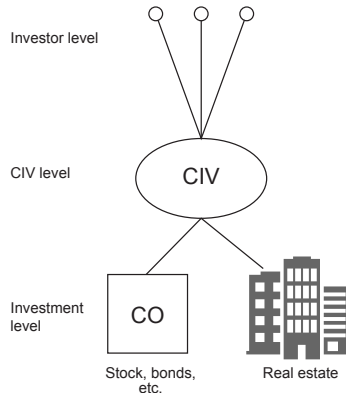 Investor level
CIV level
CIV
Investment
level
CO
Stock, bonds,
etc.
Real estate